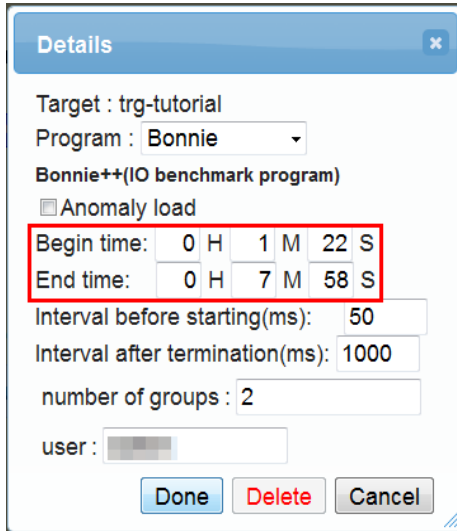 Details
Target : trg-tutorial
Program : Bonnie
Bonnie++(IO benchmark program)
Anomaly load
Begin time: 0 H 1 M 22 S
End time: 0 H 7 M 58 S
Interval before starting(ms): 50
Interval after termination(ms): 1000
number of groups : 2
user :
Done Delete Cancel